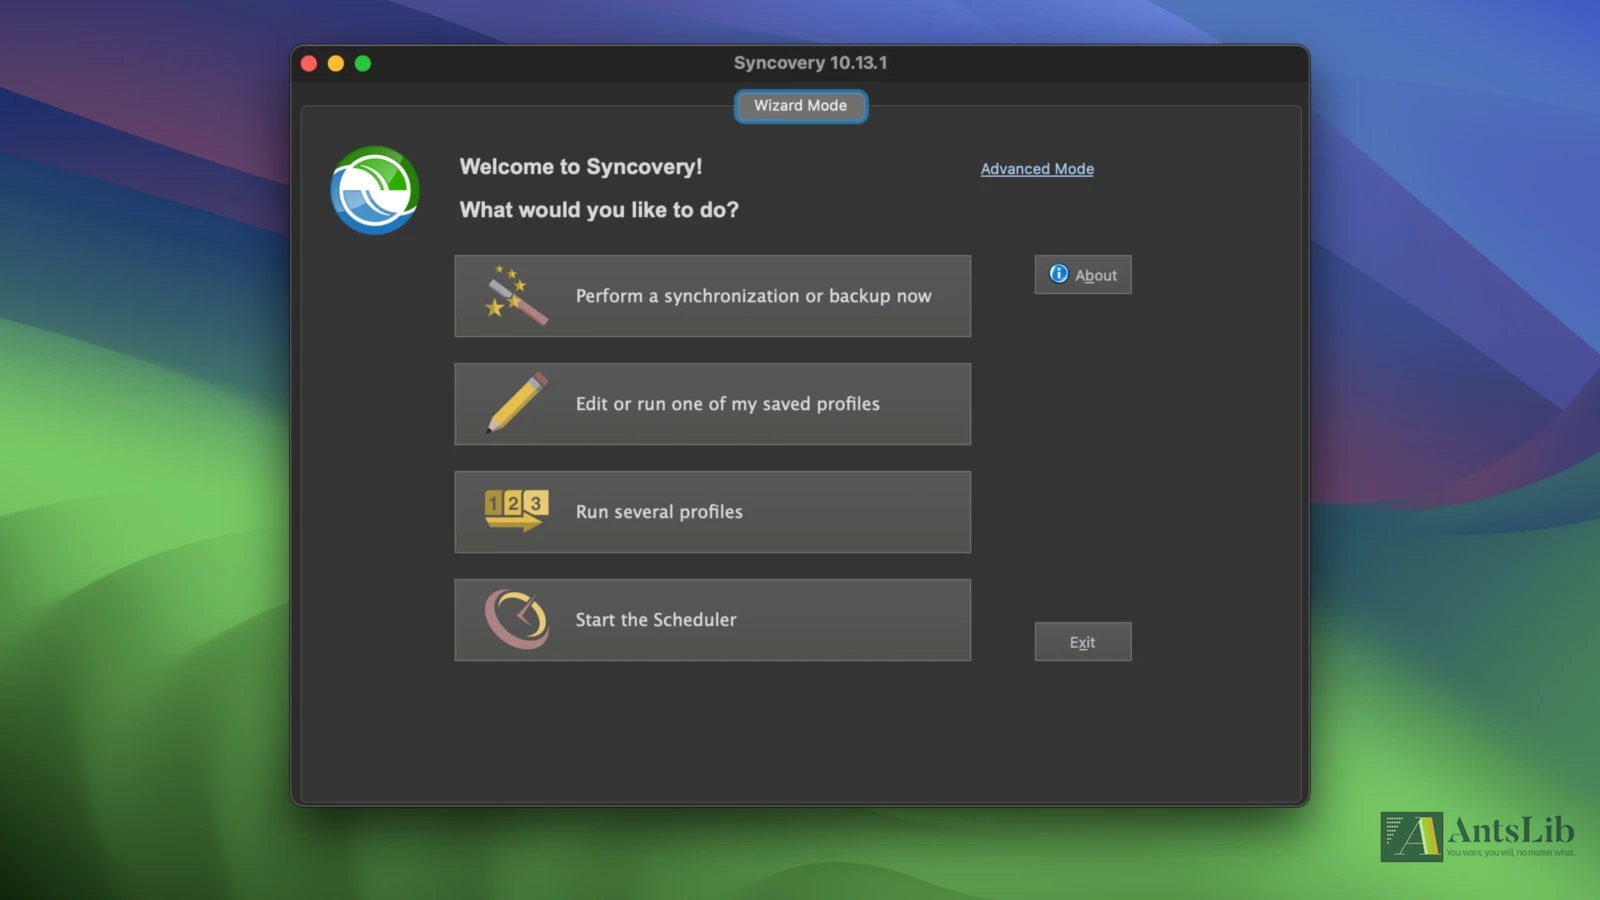 Syncovery 10.13.1
Wizard Mode
Welcome to Syncovery!
Advanced Mode
What would you like to do?
Perform a synchronization or backup now
About
Edit or run one of my saved profiles
1 2 3
Run several profiles
Start the Scheduler
Exit
A
AntsLib
You want, you will, no matter what.